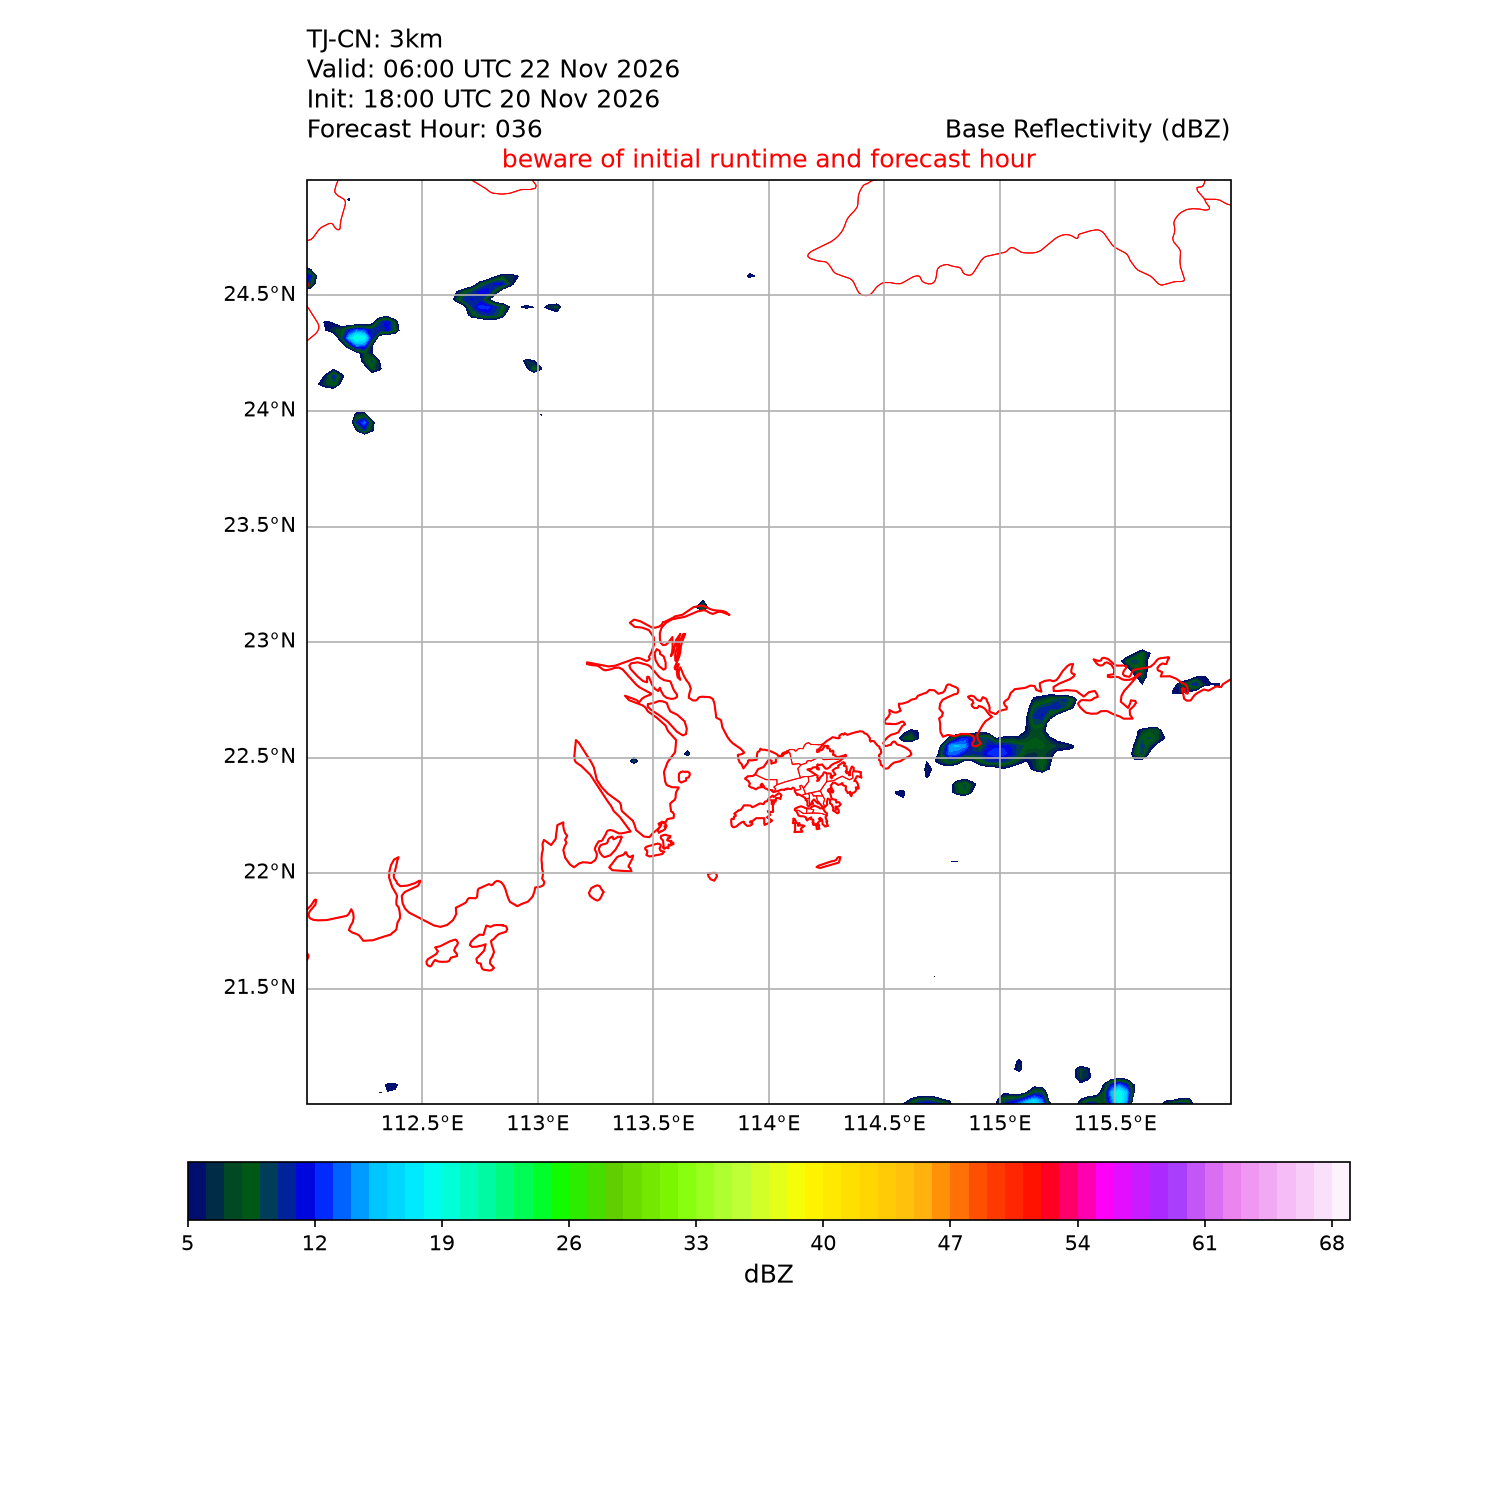 TJ-CN: 3km
Valid: 06:00 UTC 22 Nov 2026
Init: 18:00 UTC 20 Nov 2026
Forecast Hour: 036
Base Reflectivity (dBZ)
beware of initial runtime and forecast hour
24.5°N
24°N
23.5°N
23°N
22.5°N
22°N
21.5°N
112.5°E 113°E 113.5°E 114°E 114.5°E 115°E 115.5°E
5 12 19 26 33 40 47 54 61 68
dBZ